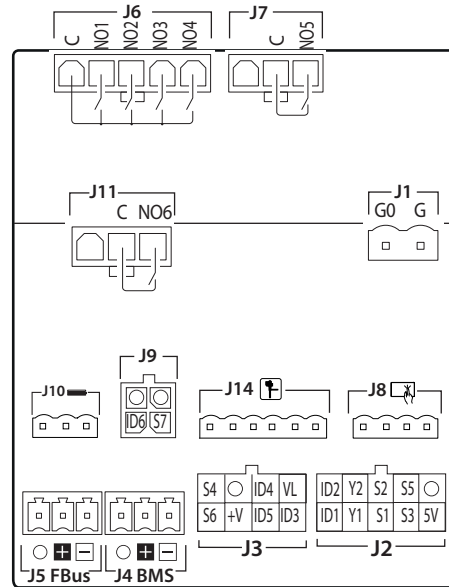 J6 J7
C NO1 NO2 NO3 NO4 C NO5
J11 J1
C NO6 G0 G
J9
J10 J14 J8
ID6 S7
S4 ID4 VL ID2 Y2 S2 S5
S6 +V ID5 ID3 ID1 Y1 S1 S3 5V
J3 J2
J5 FBus J4 BMS